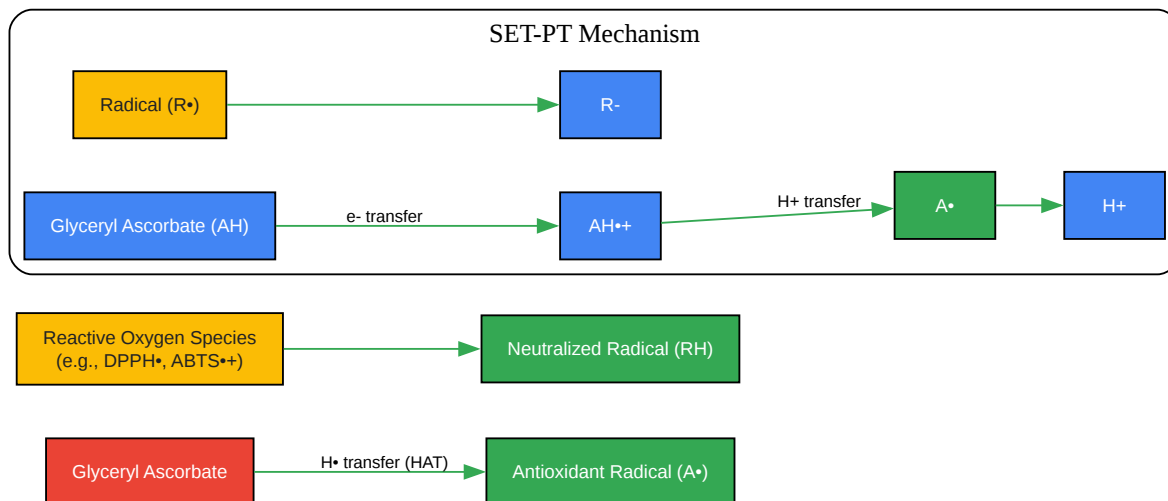 SET-PT Mechanism
Radical (R•)
R-
Glyceryl Ascorbate (AH)
e- transfer
AH•+
H+ transfer
A•
H+
Reactive Oxygen Species
(e.g., DPPH•, ABTS•+)
Neutralized Radical (RH)
Glyceryl Ascorbate
H• transfer (HAT)
Antioxidant Radical (A•)